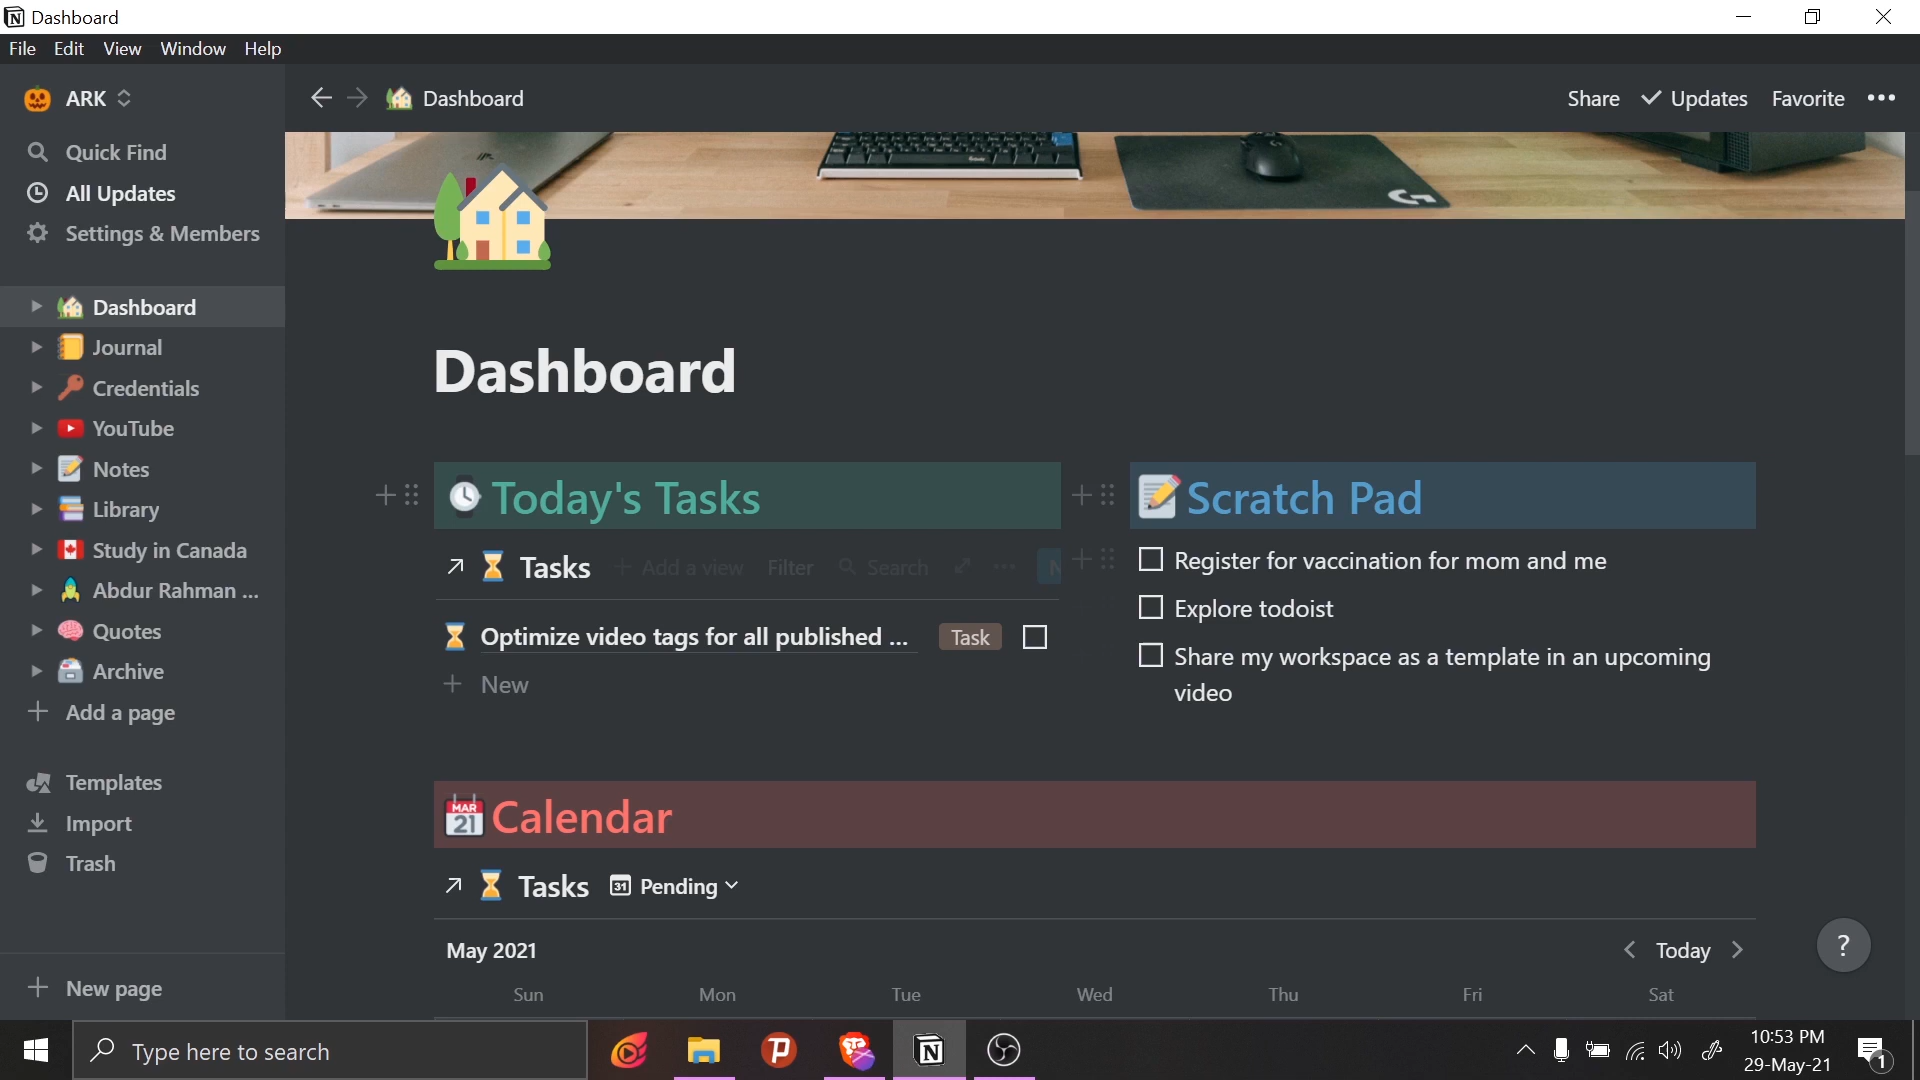 Dashboard
File Edit View Window Help
ARK
Dashboard
Share Updates Favorite
Quick Find
All Updates
Settings & Members
Dashboard
Journal
Credentials
YouTube
Notes
Library
Study in Canada
Abdur Rahman ...
Quotes
Archive
Add a page
Templates
Import
Trash
New page
Dashboard
Today's Tasks
Tasks Add a view Filter Search N
Optimize video tags for all published ... Task
New
Scratch Pad
Register for vaccination for mom and me
Explore todoist
Share my workspace as a template in an upcoming
video
MAR
21
Calendar
Tasks 31 Pending
May 2021
Today
Sun Mon Tue Wed Thu Fri Sat
?
Type here to search
10:53 PM
29-May-21
1